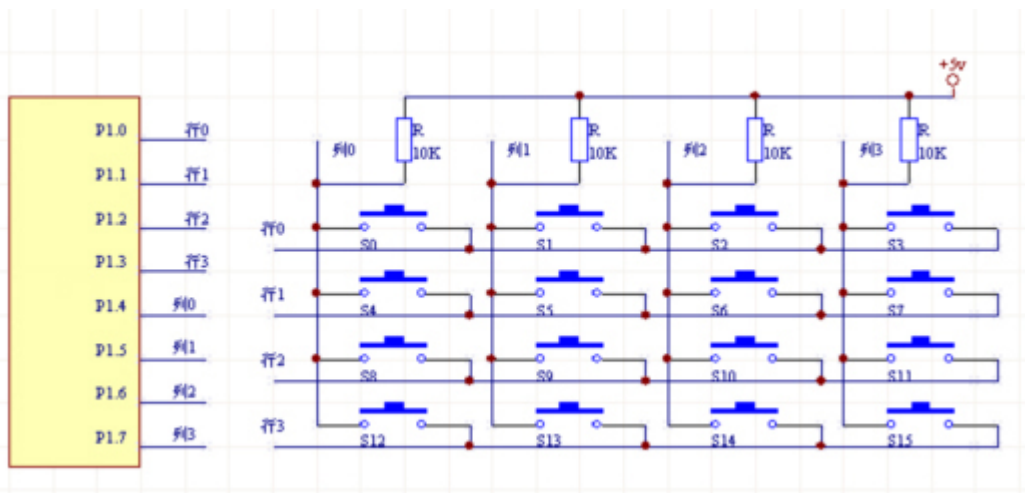 +5v
P1.0 行0
P1.1 行1
P1.2 行2
P1.3 行3
P1.4 列0
P1.5 列1
P1.6 列2
P1.7 列3
列0 R 10K
列1 R 10K
列2 R 10K
列3 R 10K
行0 S0 S1 S2 S3
行1 S4 S5 S6 S7
行2 S8 S9 S10 S11
行3 S12 S13 S14 S15